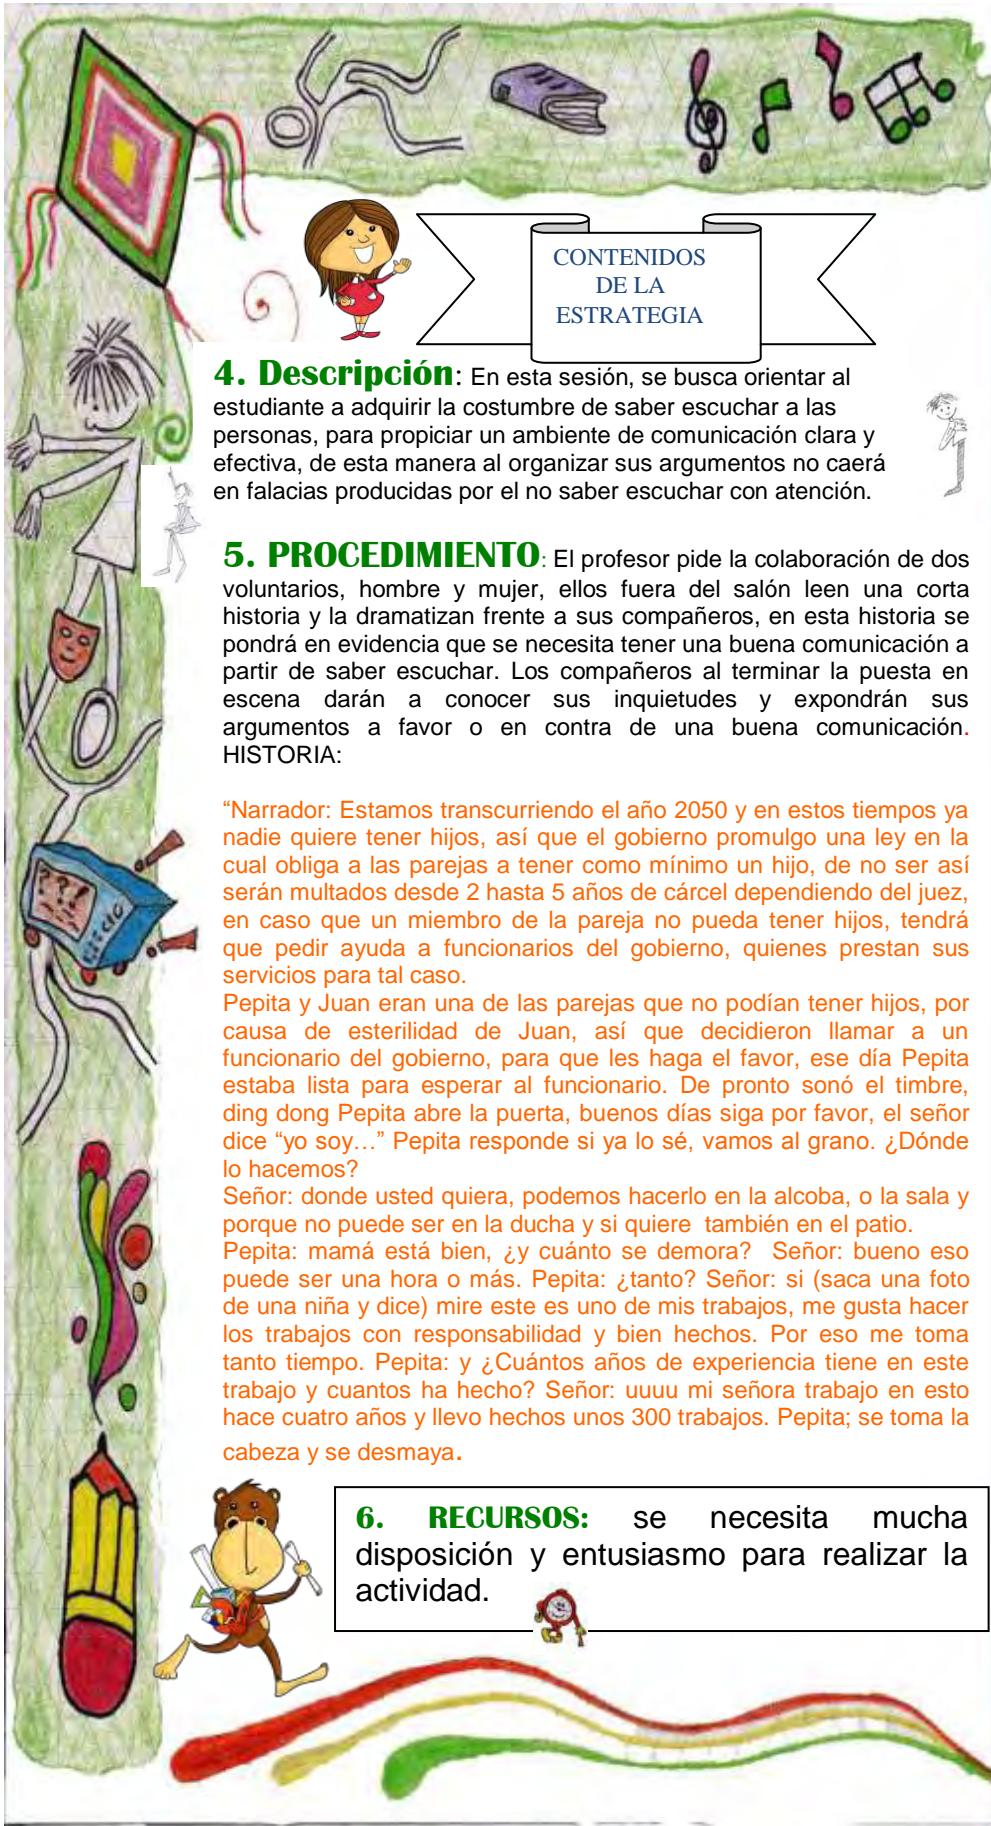 CONTENIDOS
DE LA
ESTRATEGIA
4. Descripción: En esta sesión, se busca orientar al
estudiante a adquirir la costumbre de saber escuchar a las
personas, para propiciar un ambiente de comunicación clara y
efectiva, de esta manera al organizar sus argumentos no caerá
en falacias producidas por el no saber escuchar con atención.
5. PROCEDIMIENTO: El profesor pide la colaboración de dos
voluntarios, hombre y mujer, ellos fuera del salón leen una corta
historia y la dramatizan frente a sus compañeros, en esta historia se
pondrá en evidencia que se necesita tener una buena comunicación a
partir de saber escuchar. Los compañeros al terminar la puesta en
escena darán a conocer sus inquietudes y expondrán sus
argumentos a favor o en contra de una buena comunicación.
HISTORIA:
“Narrador: Estamos transcurriendo el año 2050 y en estos tiempos ya
nadie quiere tener hijos, así que el gobierno promulgo una ley en la
cual obliga a las parejas a tener como mínimo un hijo, de no ser así
serán multados desde 2 hasta 5 años de cárcel dependiendo del juez,
en caso que un miembro de la pareja no pueda tener hijos, tendrá
que pedir ayuda a funcionarios del gobierno, quienes prestan sus
servicios para tal caso.
Pepita y Juan eran una de las parejas que no podían tener hijos, por
causa de esterilidad de Juan, así que decidieron llamar a un
funcionario del gobierno, para que les haga el favor, ese día Pepita
estaba lista para esperar al funcionario. De pronto sonó el timbre,
ding dong Pepita abre la puerta, buenos días siga por favor, el señor
dice “yo soy…” Pepita responde si ya lo sé, vamos al grano. ¿Dónde
lo hacemos?
Señor: donde usted quiera, podemos hacerlo en la alcoba, o la sala y
porque no puede ser en la ducha y si quiere  también en el patio.
Pepita: mamá está bien, ¿y cuánto se demora?  Señor: bueno eso
puede ser una hora o más. Pepita: ¿tanto? Señor: si (saca una foto
de una niña y dice) mire este es uno de mis trabajos, me gusta hacer
los trabajos con responsabilidad y bien hechos. Por eso me toma
tanto tiempo. Pepita: y ¿Cuántos años de experiencia tiene en este
trabajo y cuantos ha hecho? Señor: uuuu mi señora trabajo en esto
hace cuatro años y llevo hechos unos 300 trabajos. Pepita; se toma la
cabeza y se desmaya.
6. RECURSOS: se necesita mucha
disposición y entusiasmo para realizar la
actividad.